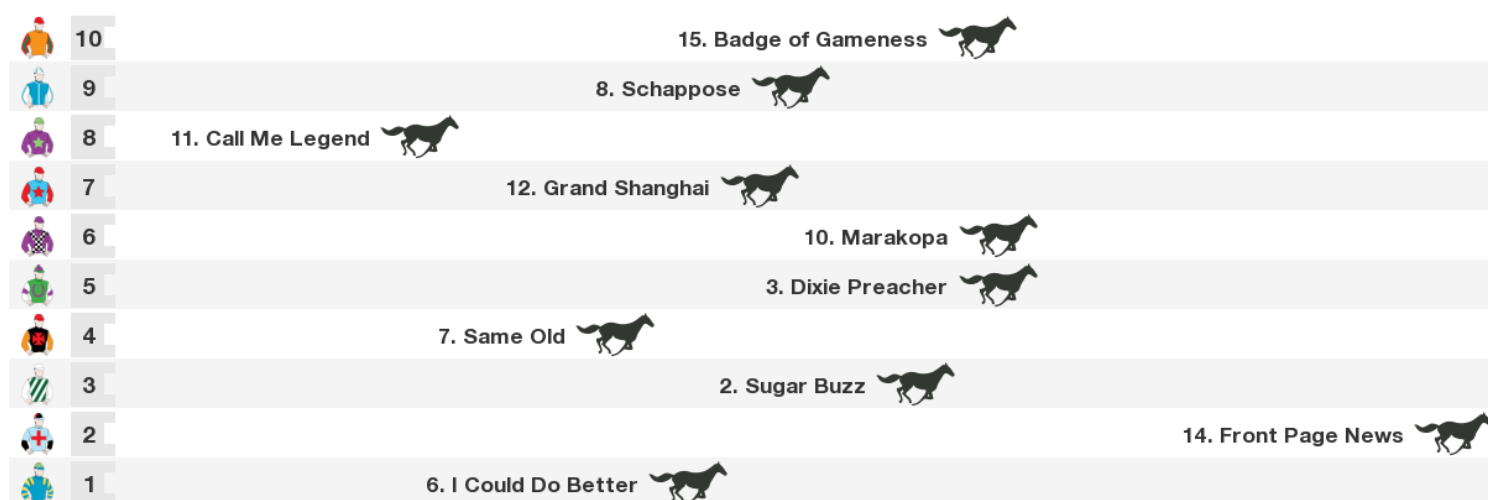 10 15. Badge of Gameness
9 8. Schappose
8 11. Call Me Legend
7 12. Grand Shanghai
6 10. Marakopa
5 3. Dixie Preacher
4 7. Same Old
3 2. Sugar Buzz
2 14. Front Page News
1 6. I Could Do Better